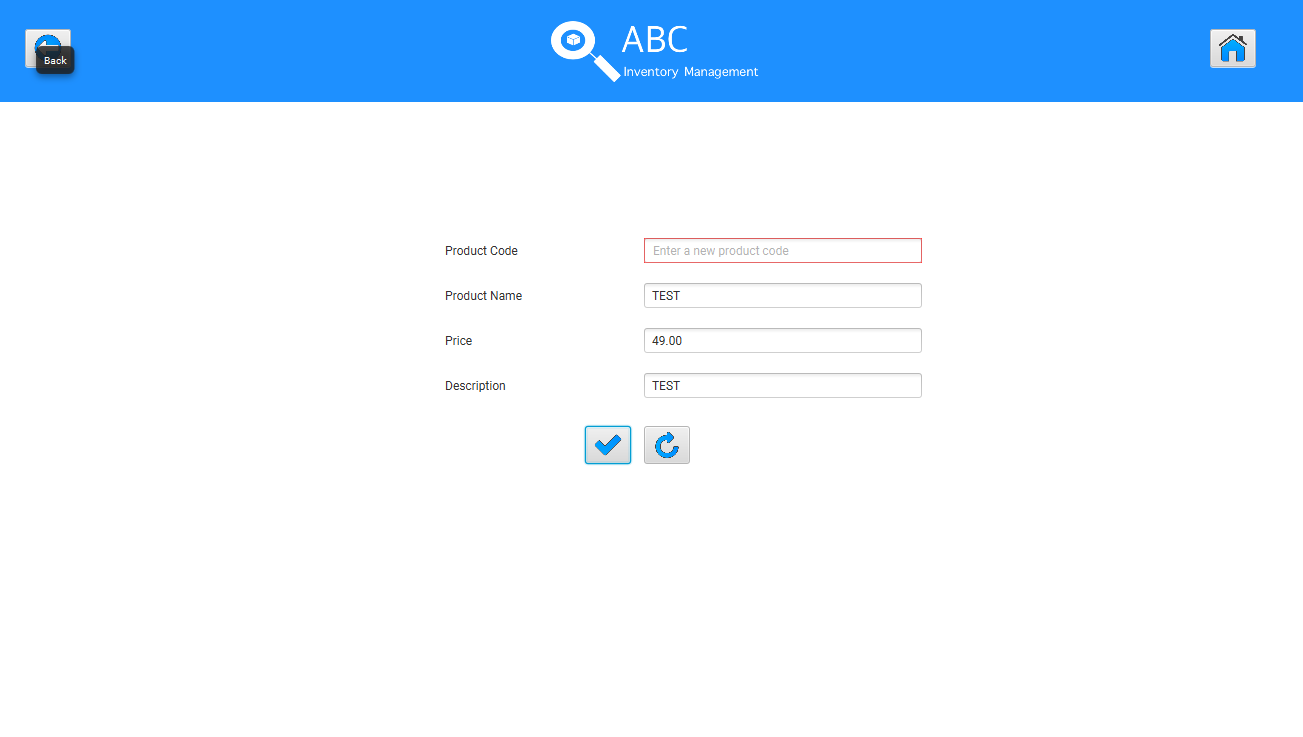 Back
ABC
Inventory Management
Product Code Enter a new product code
Product Name TEST
Price 49.00
Description TEST